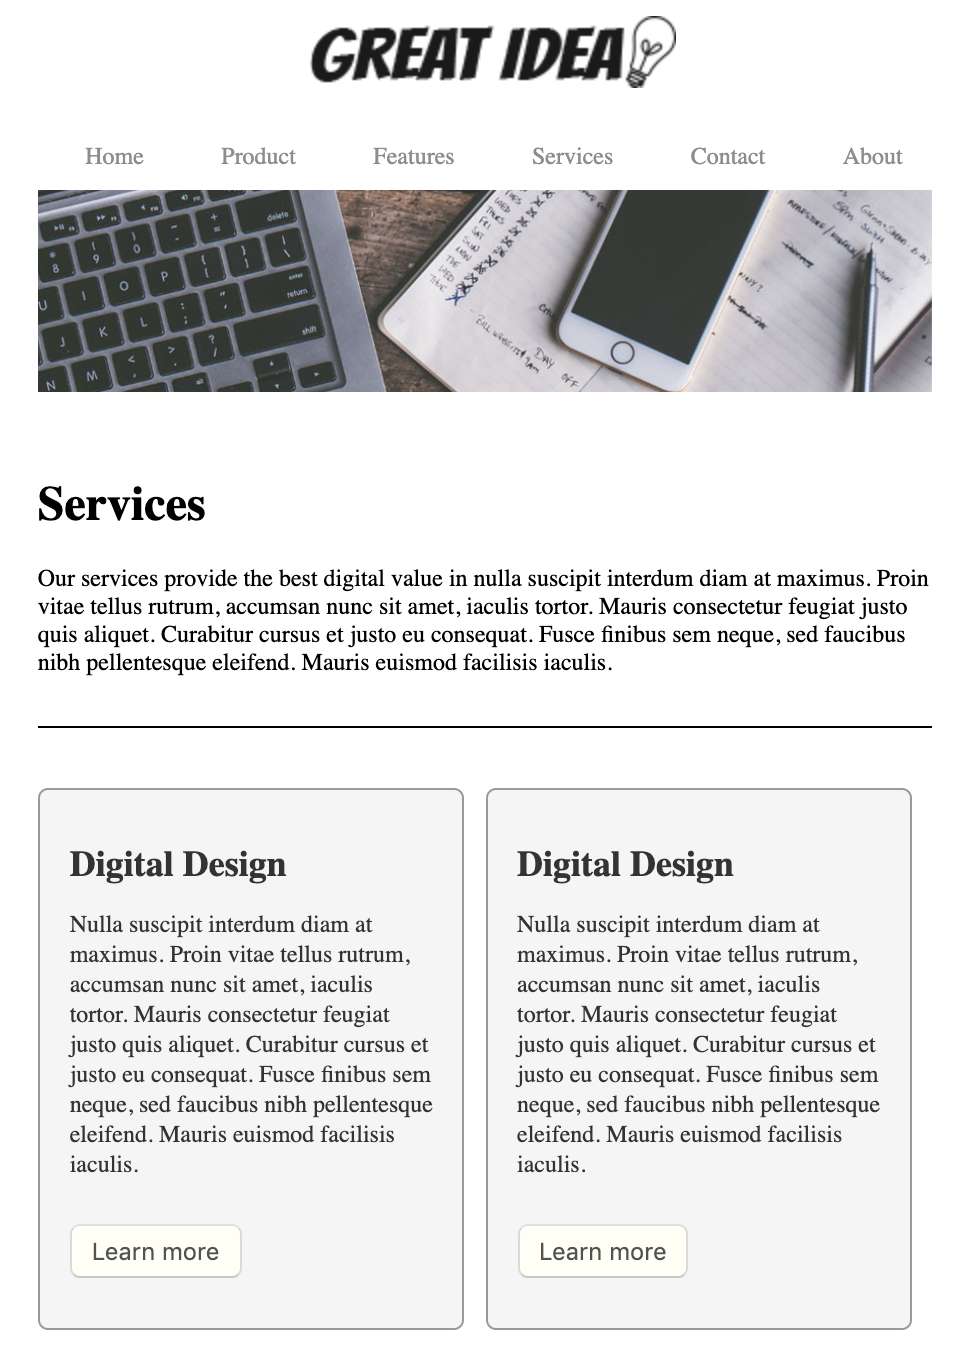 GREAT IDEA
Home Product Features Services Contact About
delete
enter
return
shift
DAY
OFF
Services
Our services provide the best digital value in nulla suscipit interdum diam at maximus. Proin
vitae tellus rutrum, accumsan nunc sit amet, iaculis tortor. Mauris consectetur feugiat justo
quis aliquet. Curabitur cursus et justo eu consequat. Fusce finibus sem neque, sed faucibus
nibh pellentesque eleifend. Mauris euismod facilisis iaculis.
Digital Design
Nulla suscipit interdum diam at
maximus. Proin vitae tellus rutrum,
accumsan nunc sit amet, iaculis
tortor. Mauris consectetur feugiat
justo quis aliquet. Curabitur cursus et
justo eu consequat. Fusce finibus sem
neque, sed faucibus nibh pellentesque
eleifend. Mauris euismod facilisis
iaculis.
Learn more
Digital Design
Nulla suscipit interdum diam at
maximus. Proin vitae tellus rutrum,
accumsan nunc sit amet, iaculis
tortor. Mauris consectetur feugiat
justo quis aliquet. Curabitur cursus et
justo eu consequat. Fusce finibus sem
neque, sed faucibus nibh pellentesque
eleifend. Mauris euismod facilisis
iaculis.
Learn more